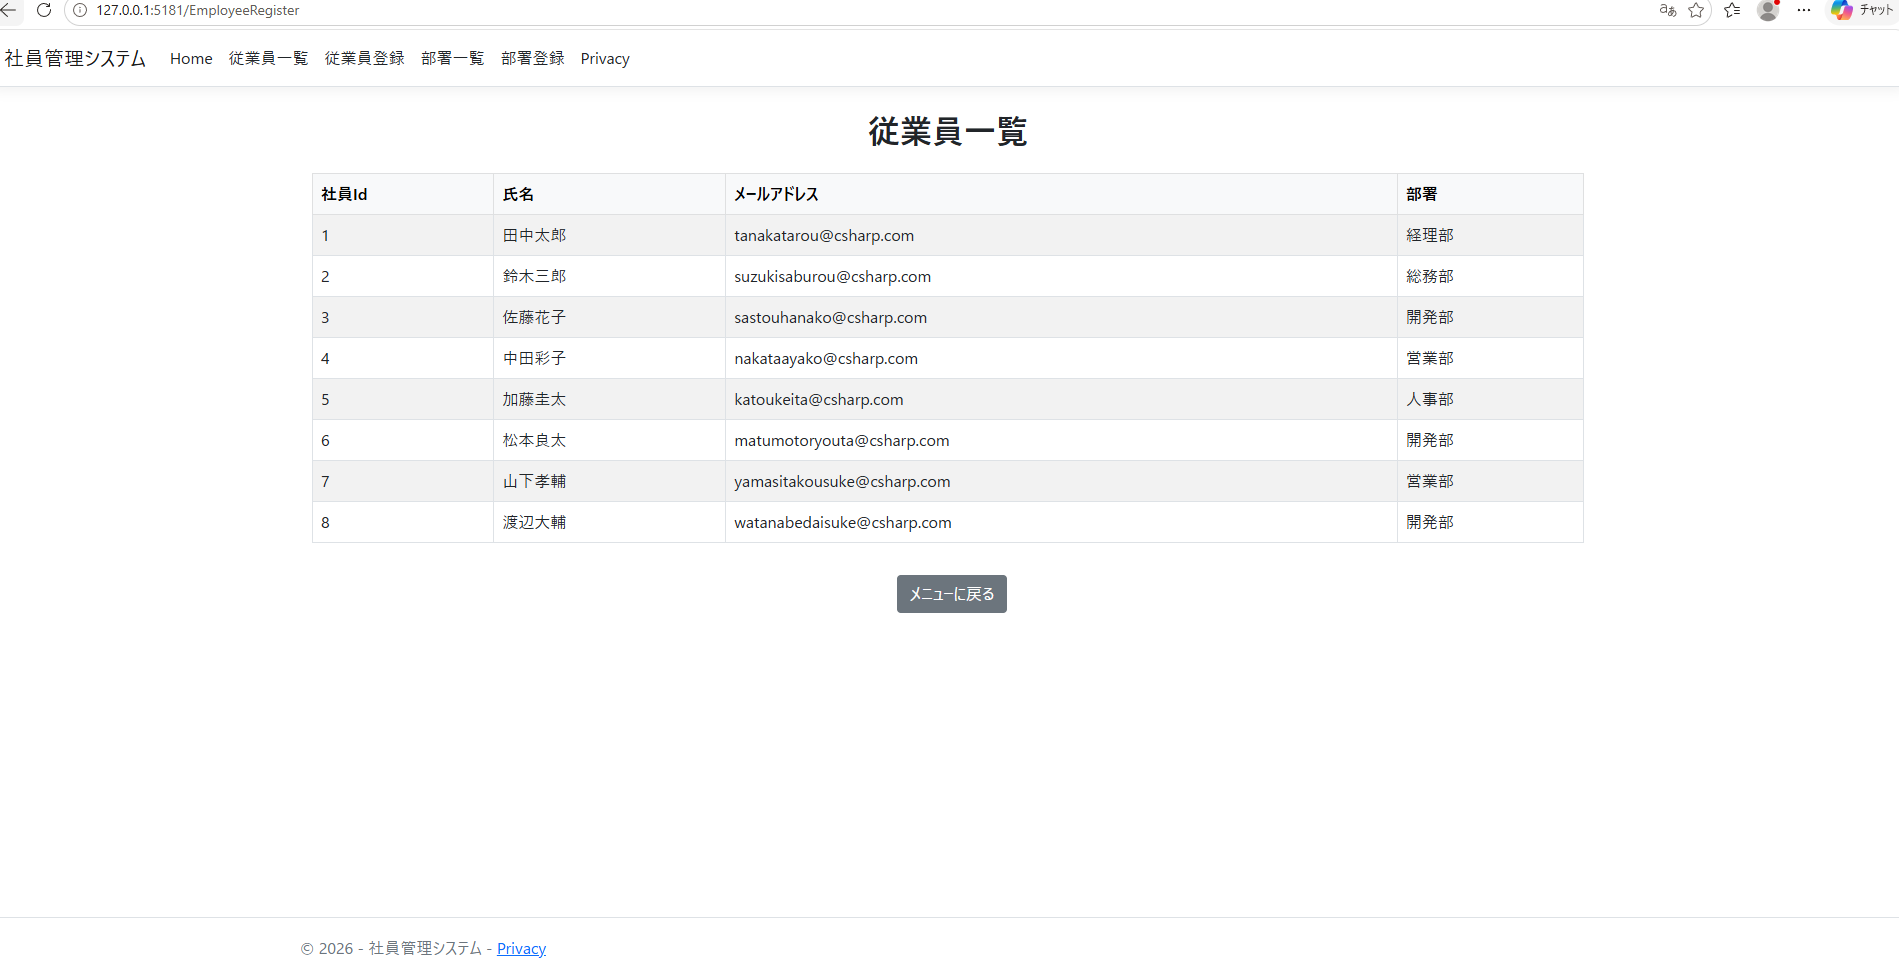 127.0.0.1:5181/EmployeeRegister
aあ
チャット
社員管理システム Home 従業員一覧 従業員登録 部署一覧 部署登録 Privacy
従業員一覧
社員Id 氏名 メールアドレス 部署
1 田中太郎 tanakatarou@csharp.com 経理部
2 鈴木三郎 suzukisaburou@csharp.com 総務部
3 佐藤花子 sastouhanako@csharp.com 開発部
4 中田彩子 nakataayako@csharp.com 営業部
5 加藤圭太 katoukeita@csharp.com 人事部
6 松本良太 matumotoryouta@csharp.com 開発部
7 山下孝輔 yamasitakousuke@csharp.com 営業部
8 渡辺大輔 watanabedaisuke@csharp.com 開発部
メニューに戻る
© 2026 - 社員管理システム - Privacy